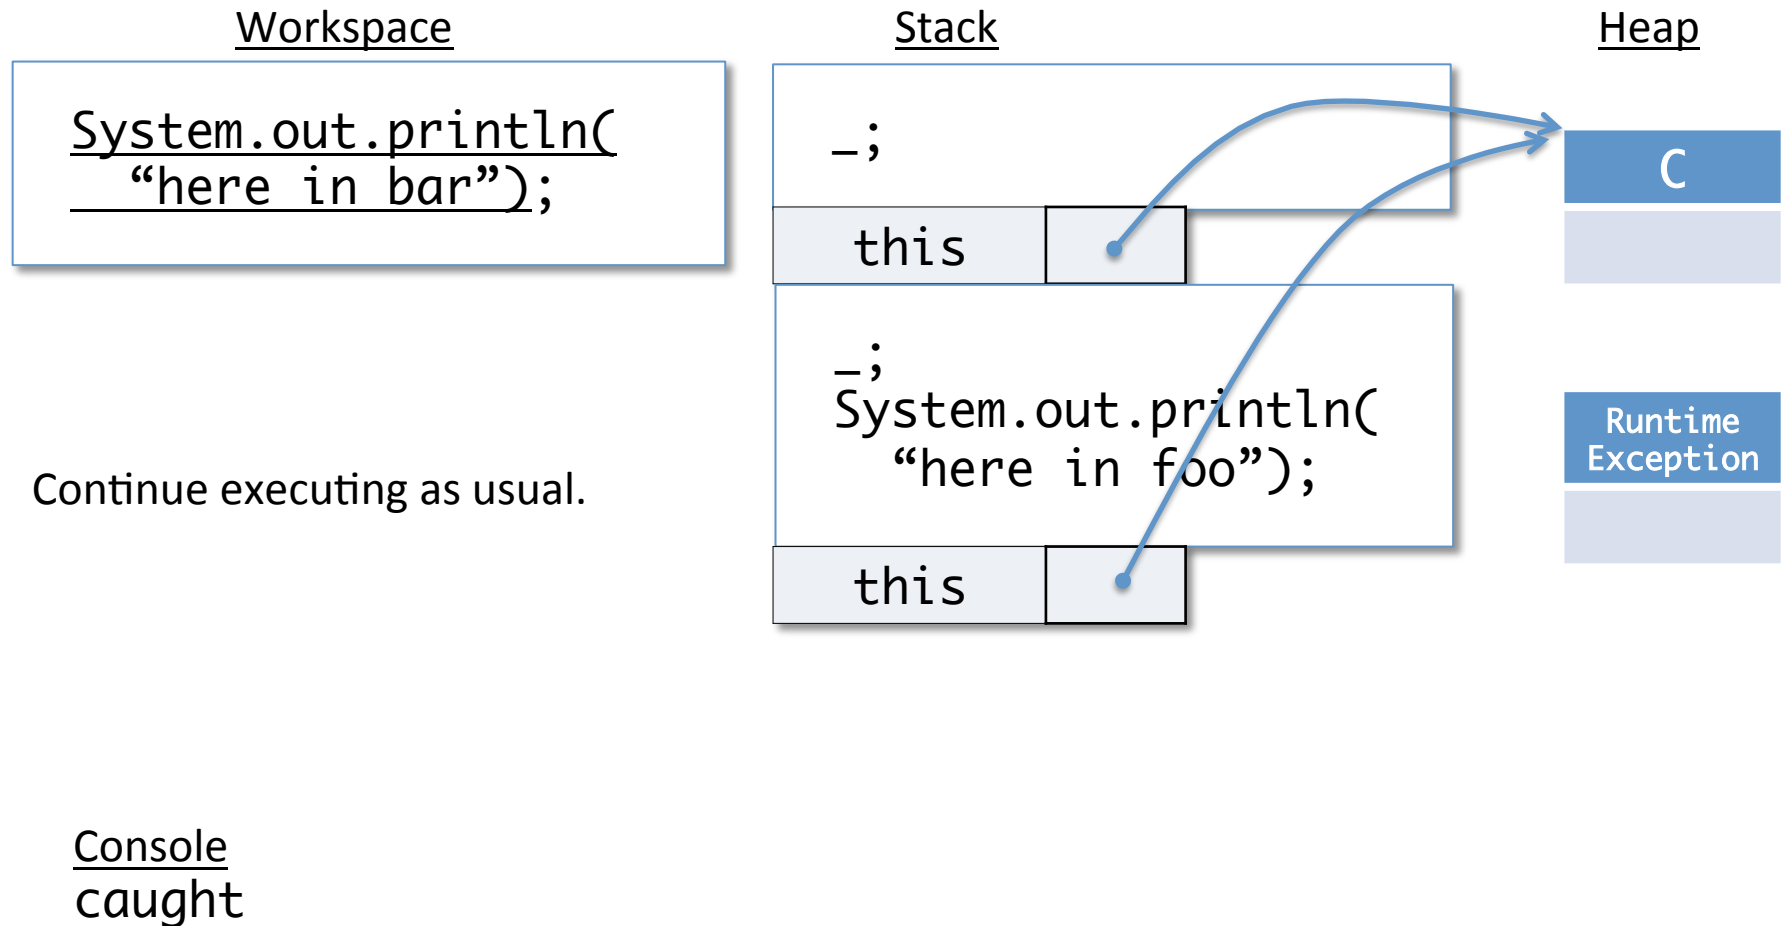 Workspace
System.out.println(
“here in bar”);
Continue executing as usual.
Stack
_;
this
_;
System.out.println(
“here in foo”);
this
Heap
C
Runtime
Exception
Console
caught